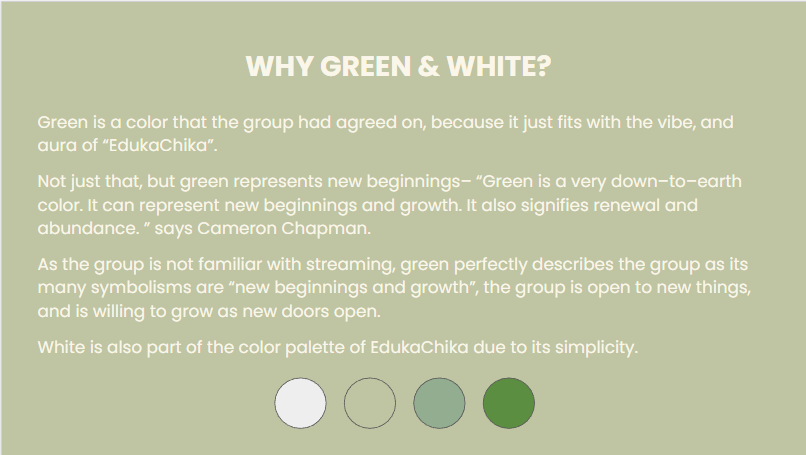 WHY GREEN & WHITE?
Green is a color that the group had agreed on, because it just fits with the vibe, and
aura of “EdukaChika”.
Not just that, but green represents new beginnings– “Green is a very down–to–earth
color. It can represent new beginnings and growth. It also signifies renewal and
abundance. ” says Cameron Chapman.
As the group is not familiar with streaming, green perfectly describes the group as its
many symbolisms are “new beginnings and growth”, the group is open to new things,
and is willing to grow as new doors open.
White is also part of the color palette of EdukaChika due to its simplicity.